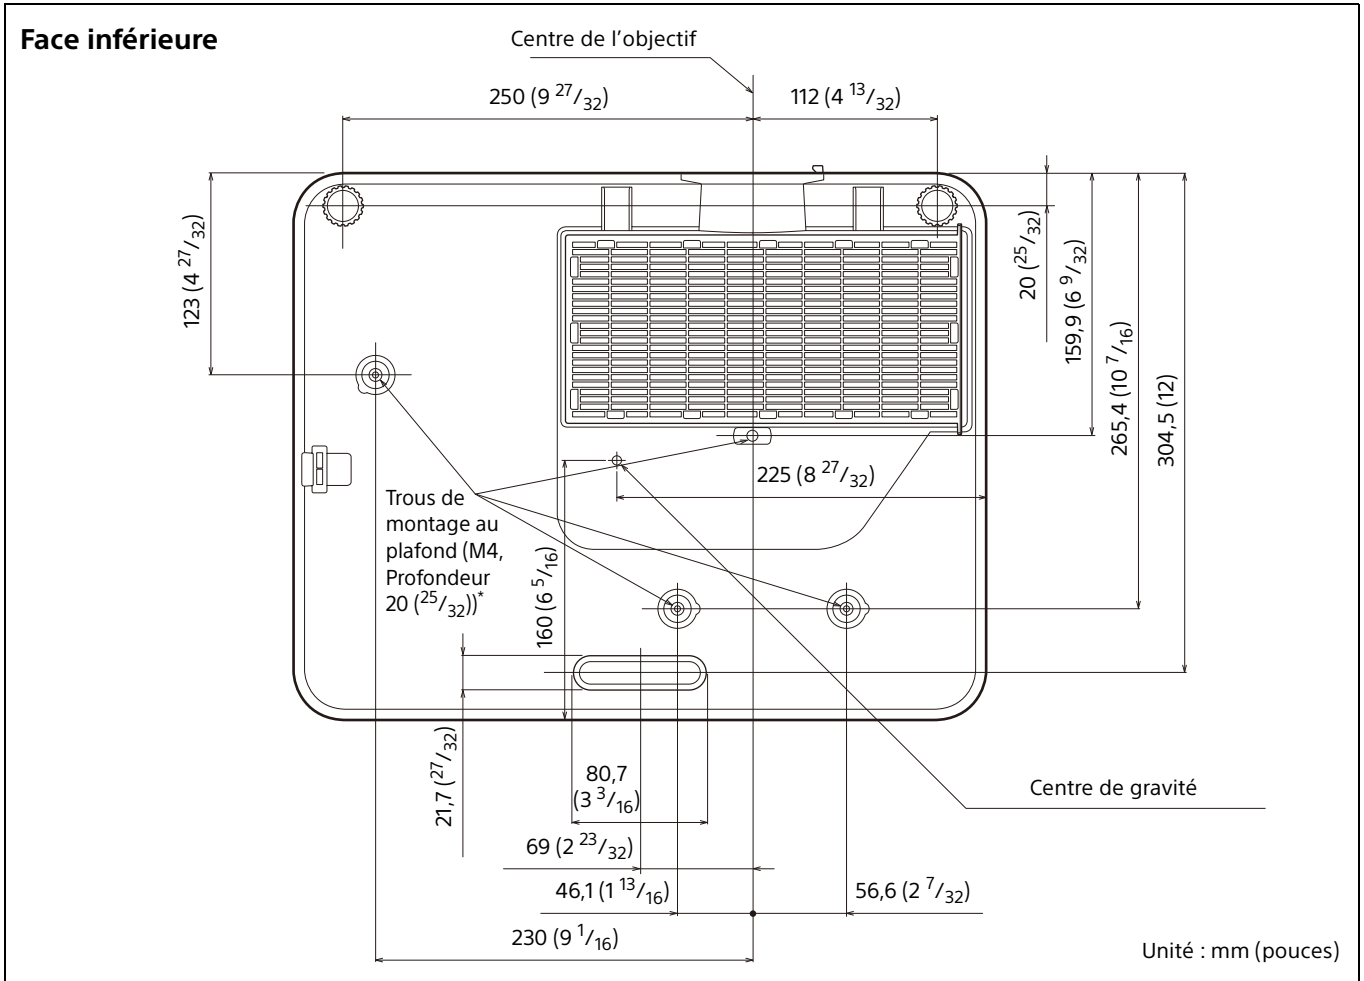 Face inférieure
Centre de l’objectif
250 (9 27/32)
112 (4 13/32)
123 (4 27/32)
20 (25/32)
159,9 (6 9/32)
265,4 (10 7/16)
304,5 (12)
225 (8 27/32)
Trous de
montage au
plafond (M4,
Profondeur
20 (25/32))*
160 (6 5/16)
21,7 (27/32)
80,7
(3 3/16)
Centre de gravité
69 (2 23/32)
46,1 (1 13/16)
56,6 (2 7/32)
230 (9 1/16)
Unité : mm (pouces)